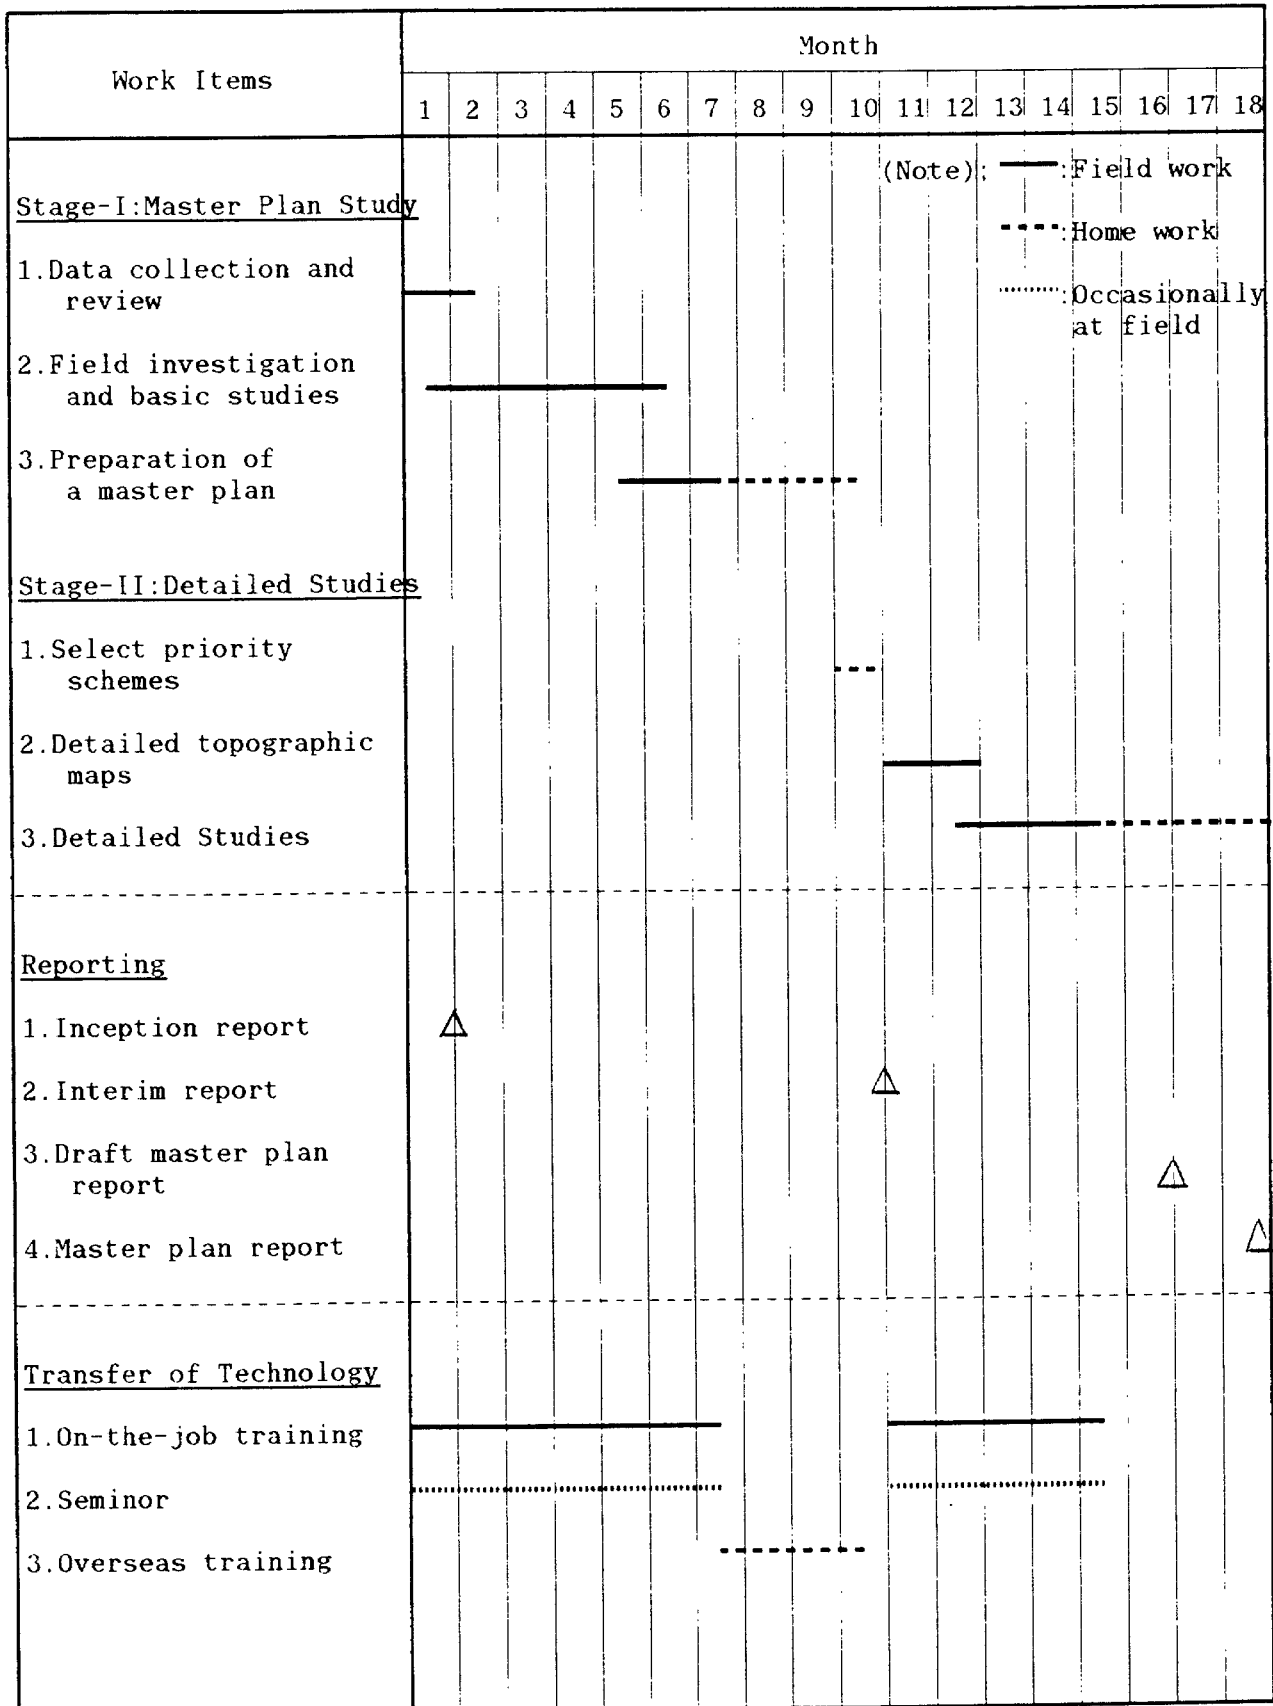 Work Items
Month
1 2 3 4 5 6 7 8 9 10 11 12 13 14 15 16 17 18
(Note); :Field work
Stage-I:Master Plan Study
:Home work
1.Data collection and
review
:Occasionally
at field
2.Field investigation
and basic studies
3.Preparation of
a master plan
Stage-II:Detailed Studies
1.Select priority
schemes
2.Detailed topographic
maps
3.Detailed Studies
Reporting
1.Inception report
2.Interim report
3.Draft master plan
report
4.Master plan report
Transfer of Technology
1.On-the-job training
2.Seminor
3.Overseas training